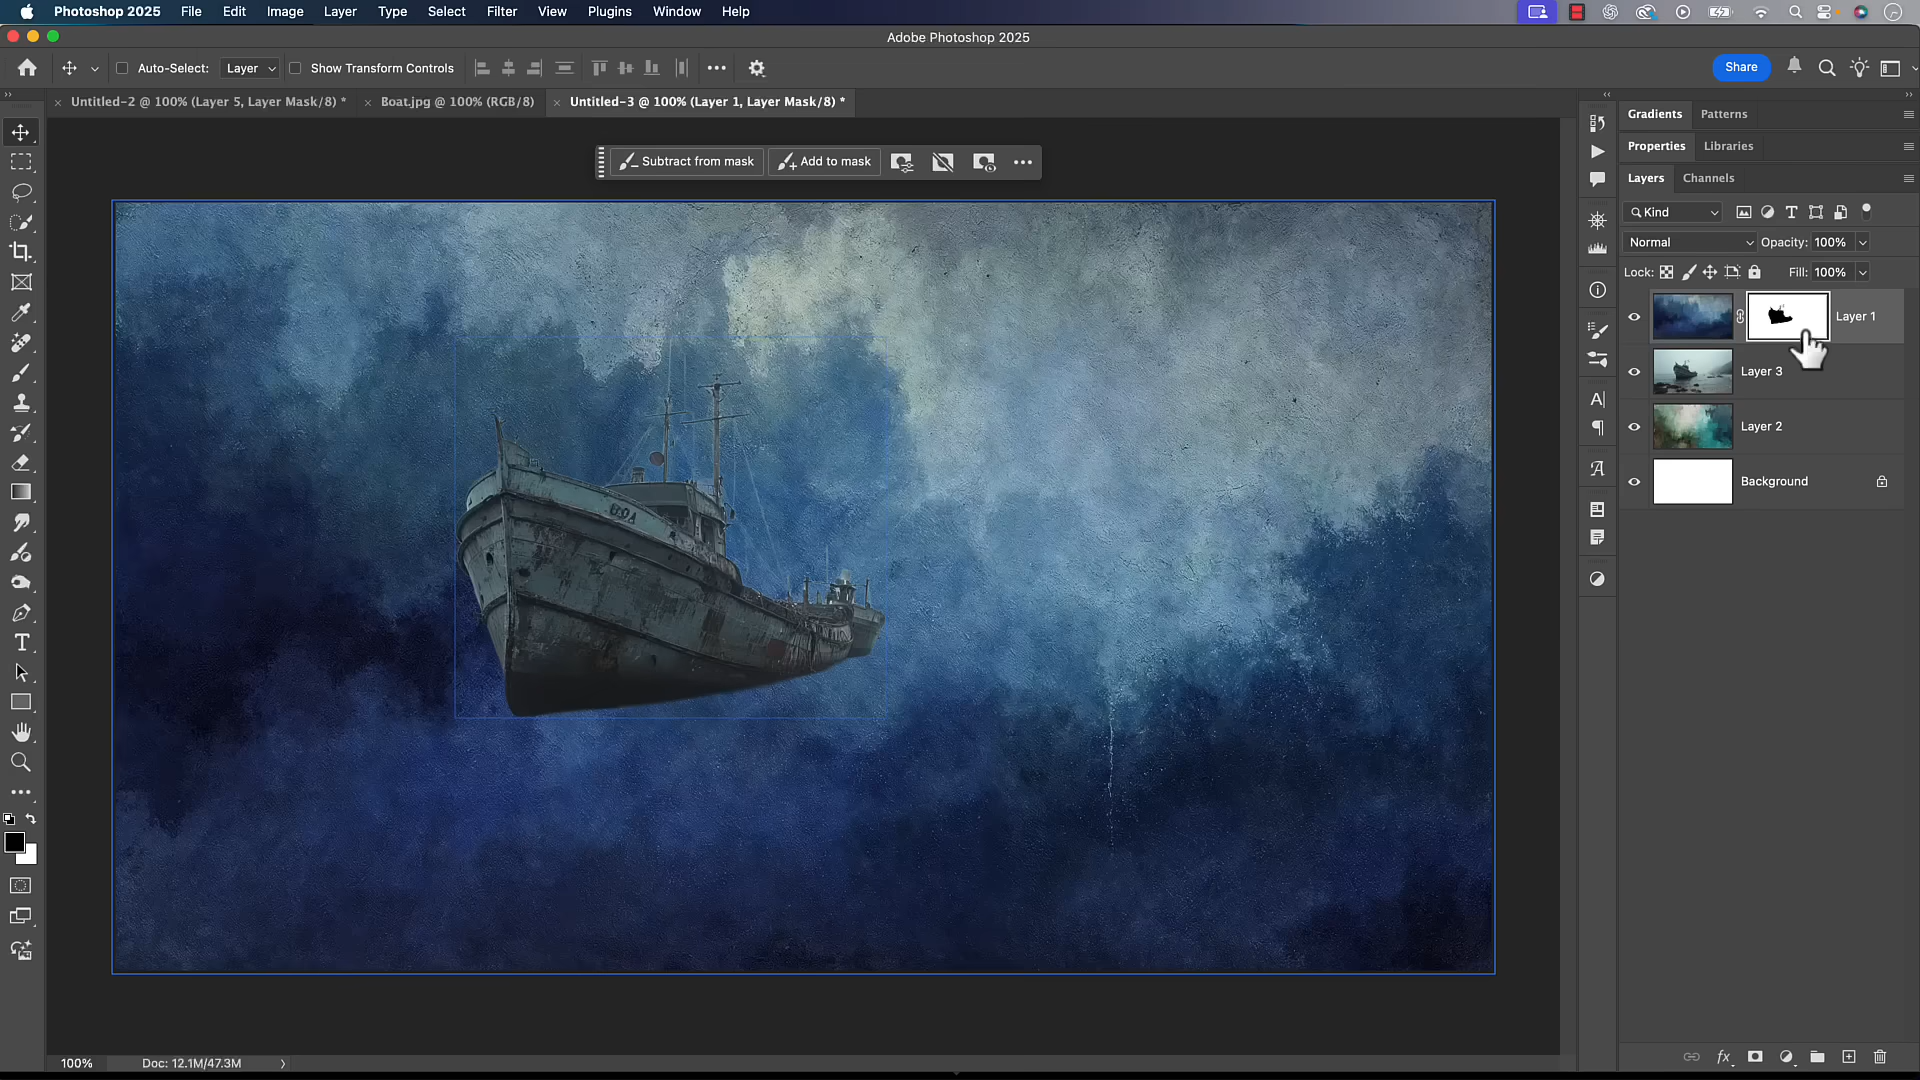 Photoshop 2025 File Edit Image Layer Type Select Filter View Plugins Window Help
Adobe Photoshop 2025
Auto-Select: Layer Show Transform Controls Share
Untitled-2 @ 100% (Layer 5, Layer Mask/8) * Boat.jpg @ 100% (RGB/8) Untitled-3 @ 100% (Layer 1, Layer Mask/8) *
Gradients Patterns
Properties Libraries
Subtract from mask Add to mask
Layers Channels
Kind
Normal Opacity: 100%
Lock: Fill: 100%
Layer 1
Layer 3
Layer 2
Background
GOA
100% Doc: 12.1M/47.3M